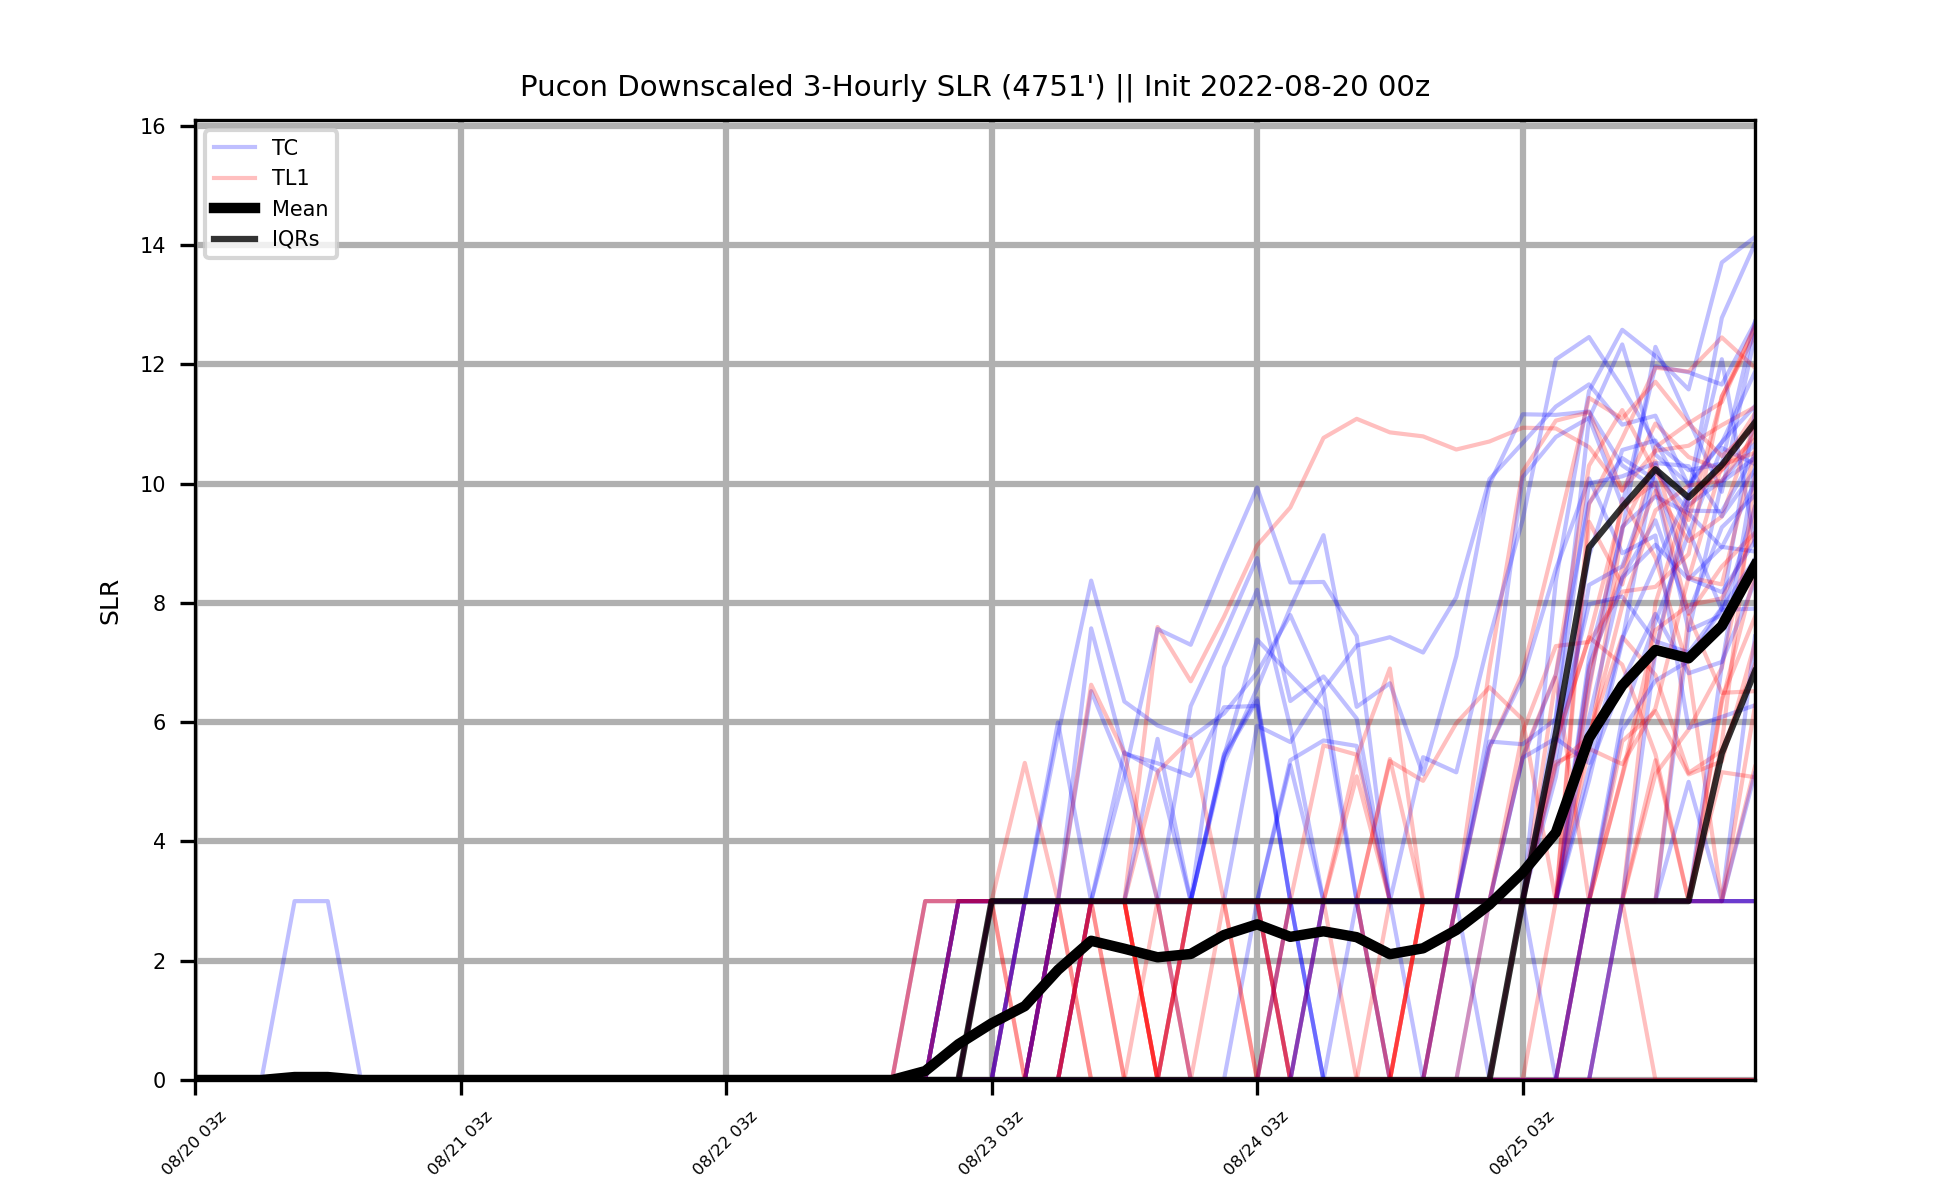 Pucon Downscaled 3-Hourly SLR (4751') || Init 2022-08-20 00z
16
14
12
10
8
6
4
2
0
SLR
TC
TL1
Mean
IQRs
08/20 03z
08/21 03z
08/22 03z
08/23 03z
08/24 03z
08/25 03z